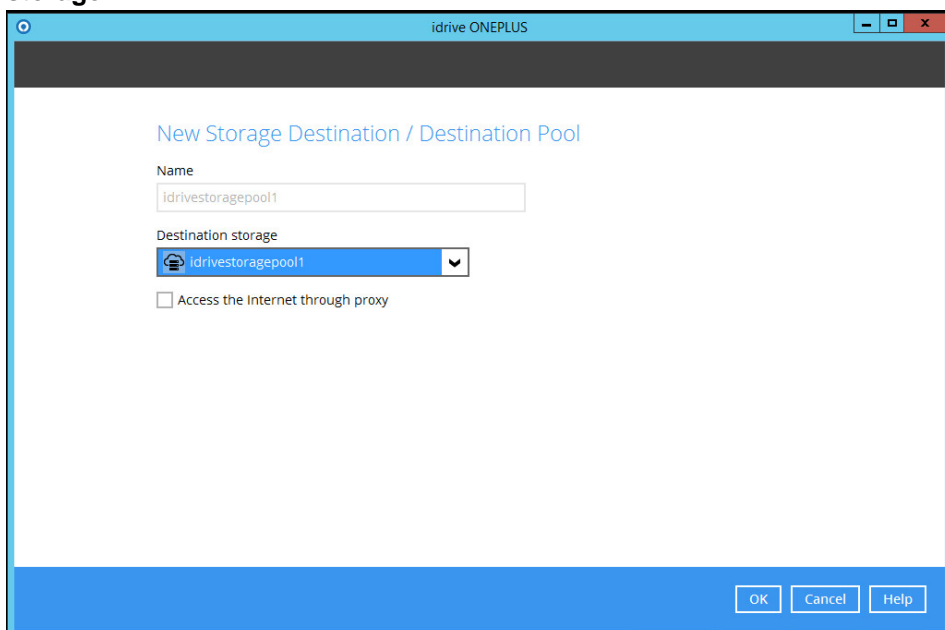 idrive ONEPLUS
New Storage Destination / Destination Pool
Name
idrivestoragepool1
Destination storage
idrivestoragepool1
Access the Internet through proxy
OK Cancel Help